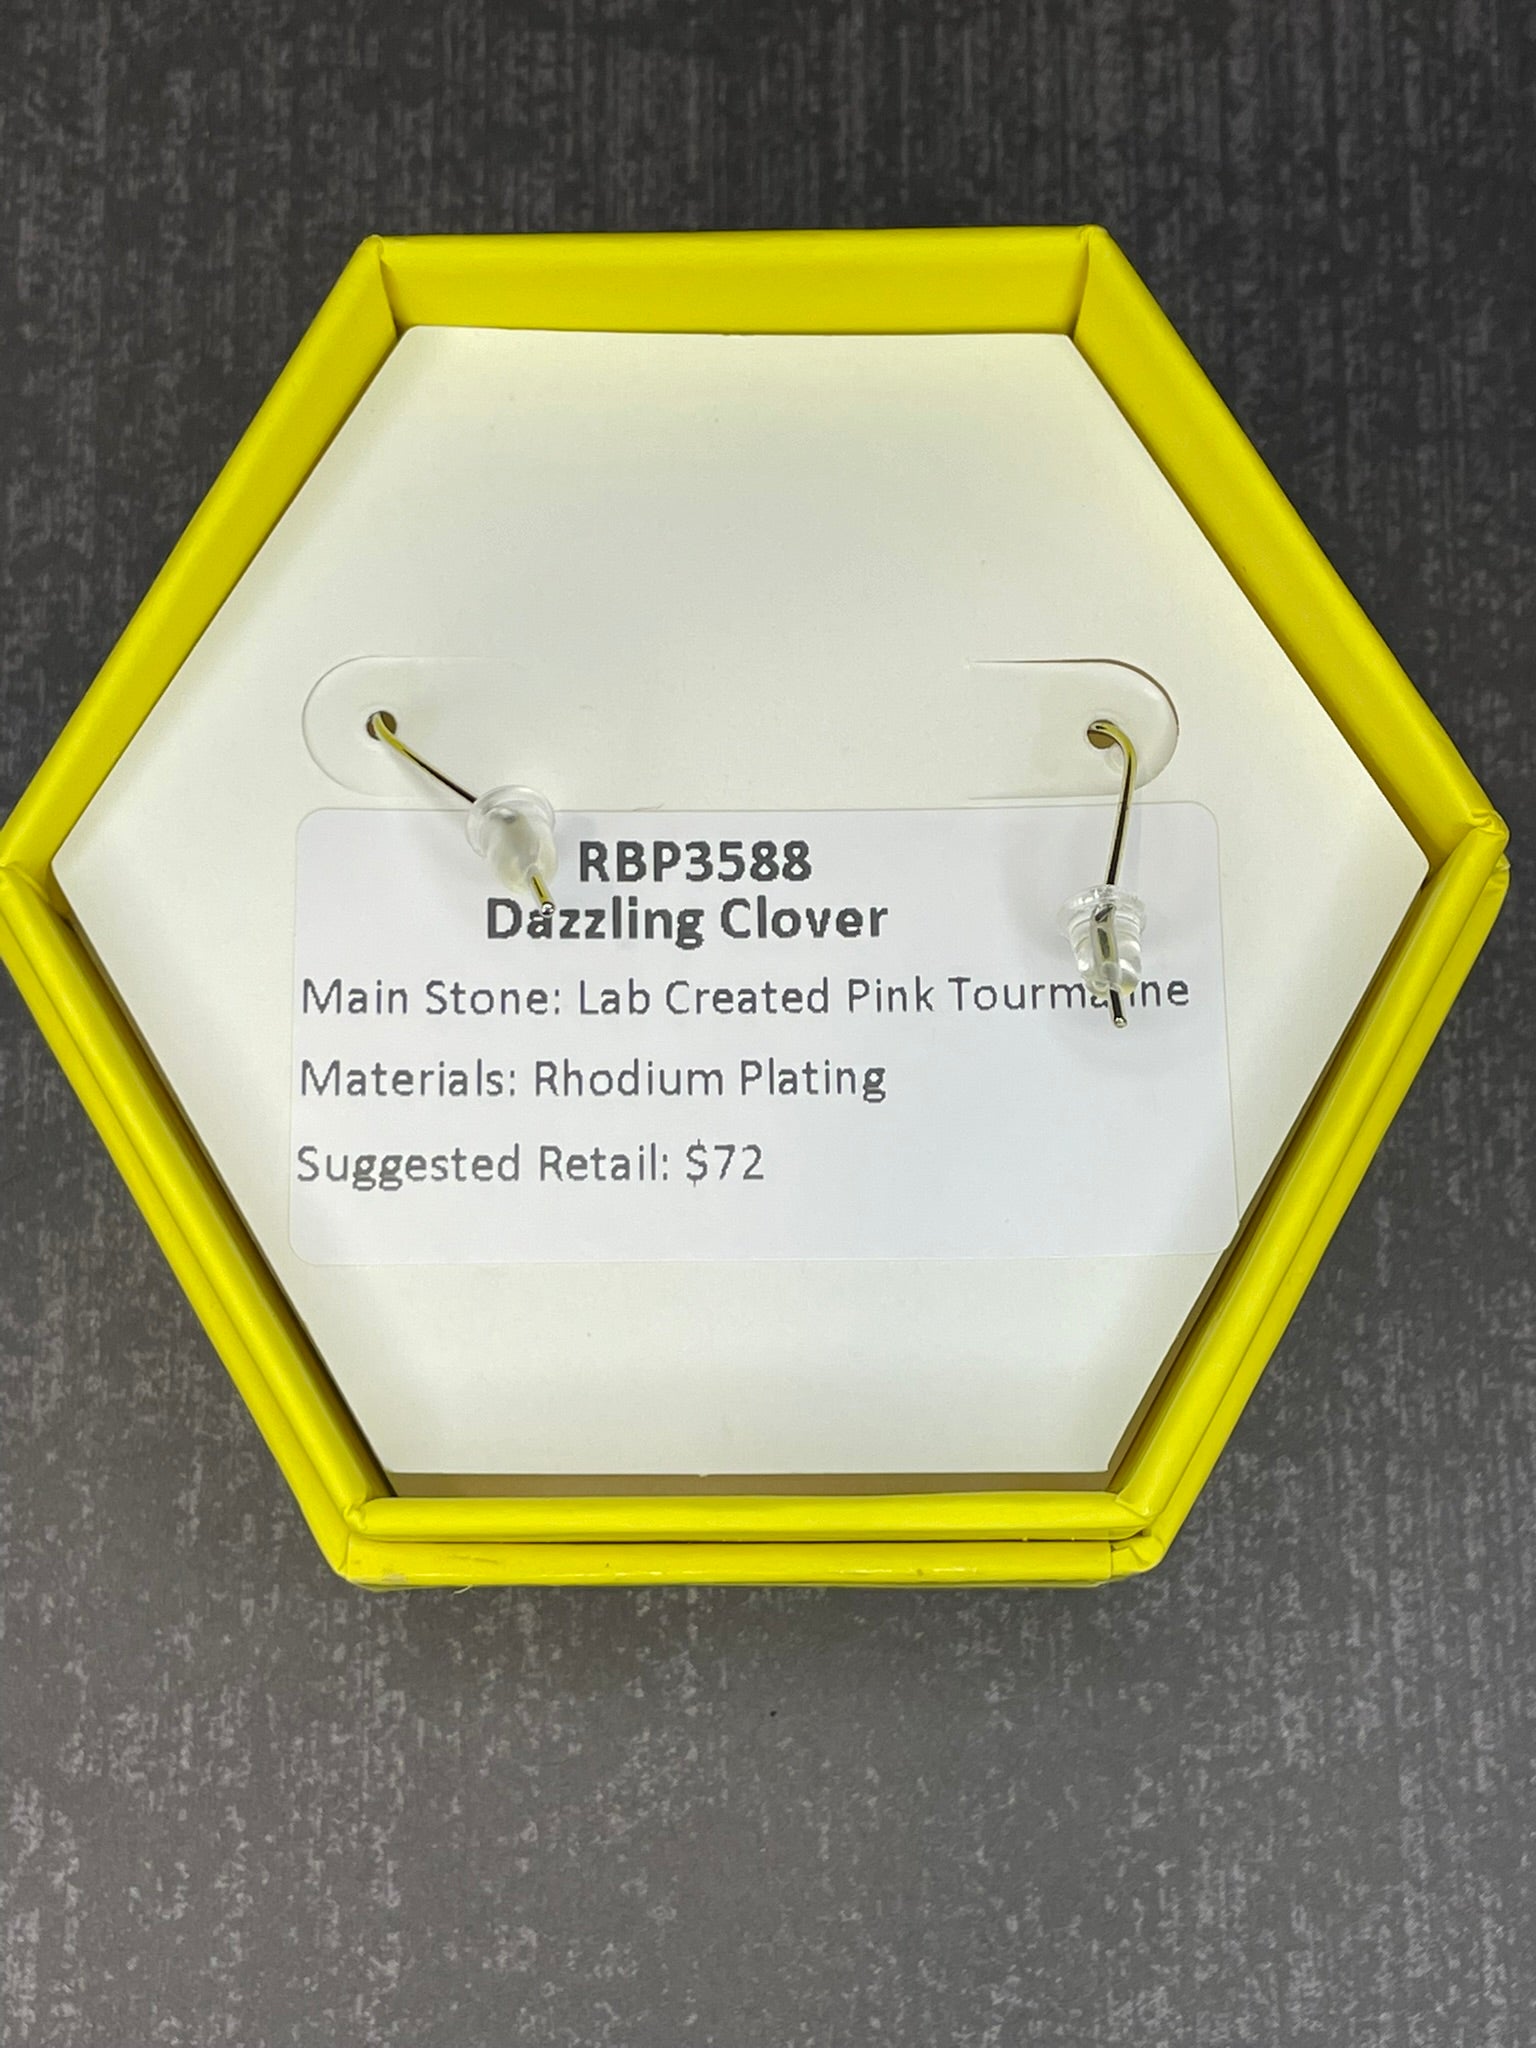 RBP3588
Dazzling Clover
Main Stone: Lab Created Pink Tourmaline
Materials: Rhodium Plating
Suggested Retail: $72